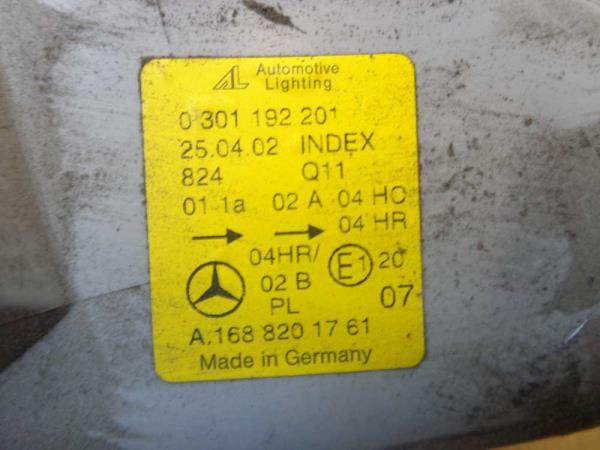 AL Automotive
Lighting
0 301 192 201
25.04.02 INDEX
824 Q11
01 1a 02 A 04 HC
04 HR
04HR/
02 B
PL
E1 20
07
A.168 820 17 61
Made in Germany